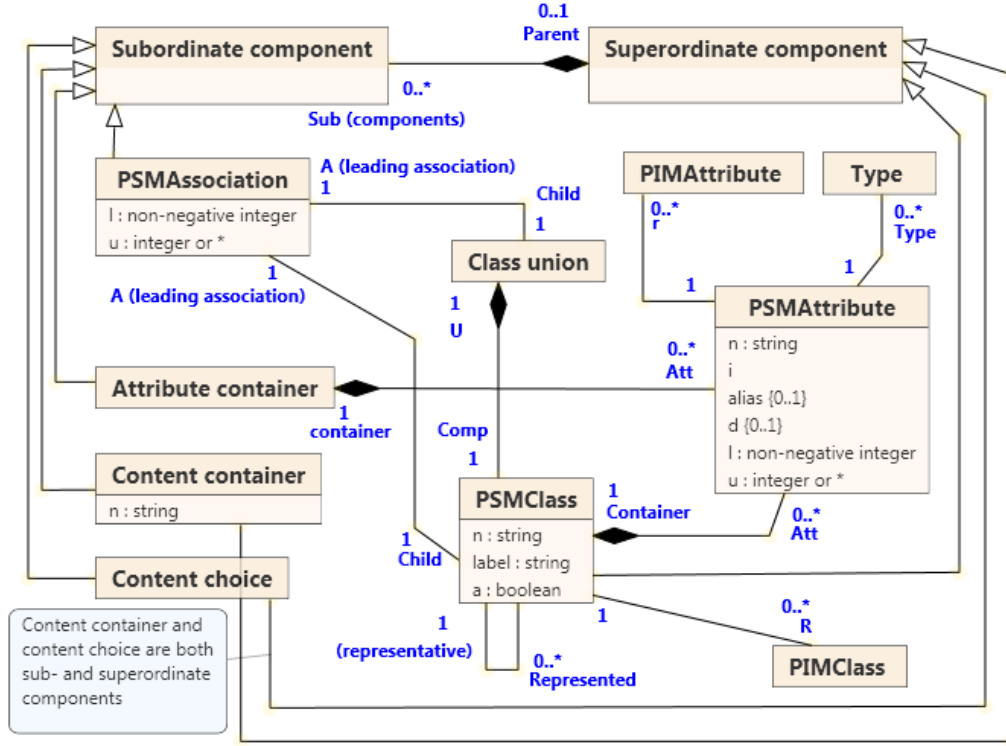 0..1
Parent
Subordinate component
Superordinate component
0..*
Sub (components)
PSMAssociation
l : non-negative integer
u : integer or *
A (leading association)
1
Child
1
PIMAttribute
Type
0..*
r
0..*
Type
Class union
1
A (leading association)
1
U
1
1
PSMAttribute
n : string
i
alias {0..1}
d {0..1}
l : non-negative integer
u : integer or *
0..*
Att
Attribute container
1
container
Comp
1
Content container
n : string
PSMClass
n : string
label : string
a : boolean
1
Container
0..*
Att
1
Child
Content choice
Content container and
content choice are both
sub- and superordinate
components
1
(representative)
0..*
Represented
1
0..*
R
PIMClass